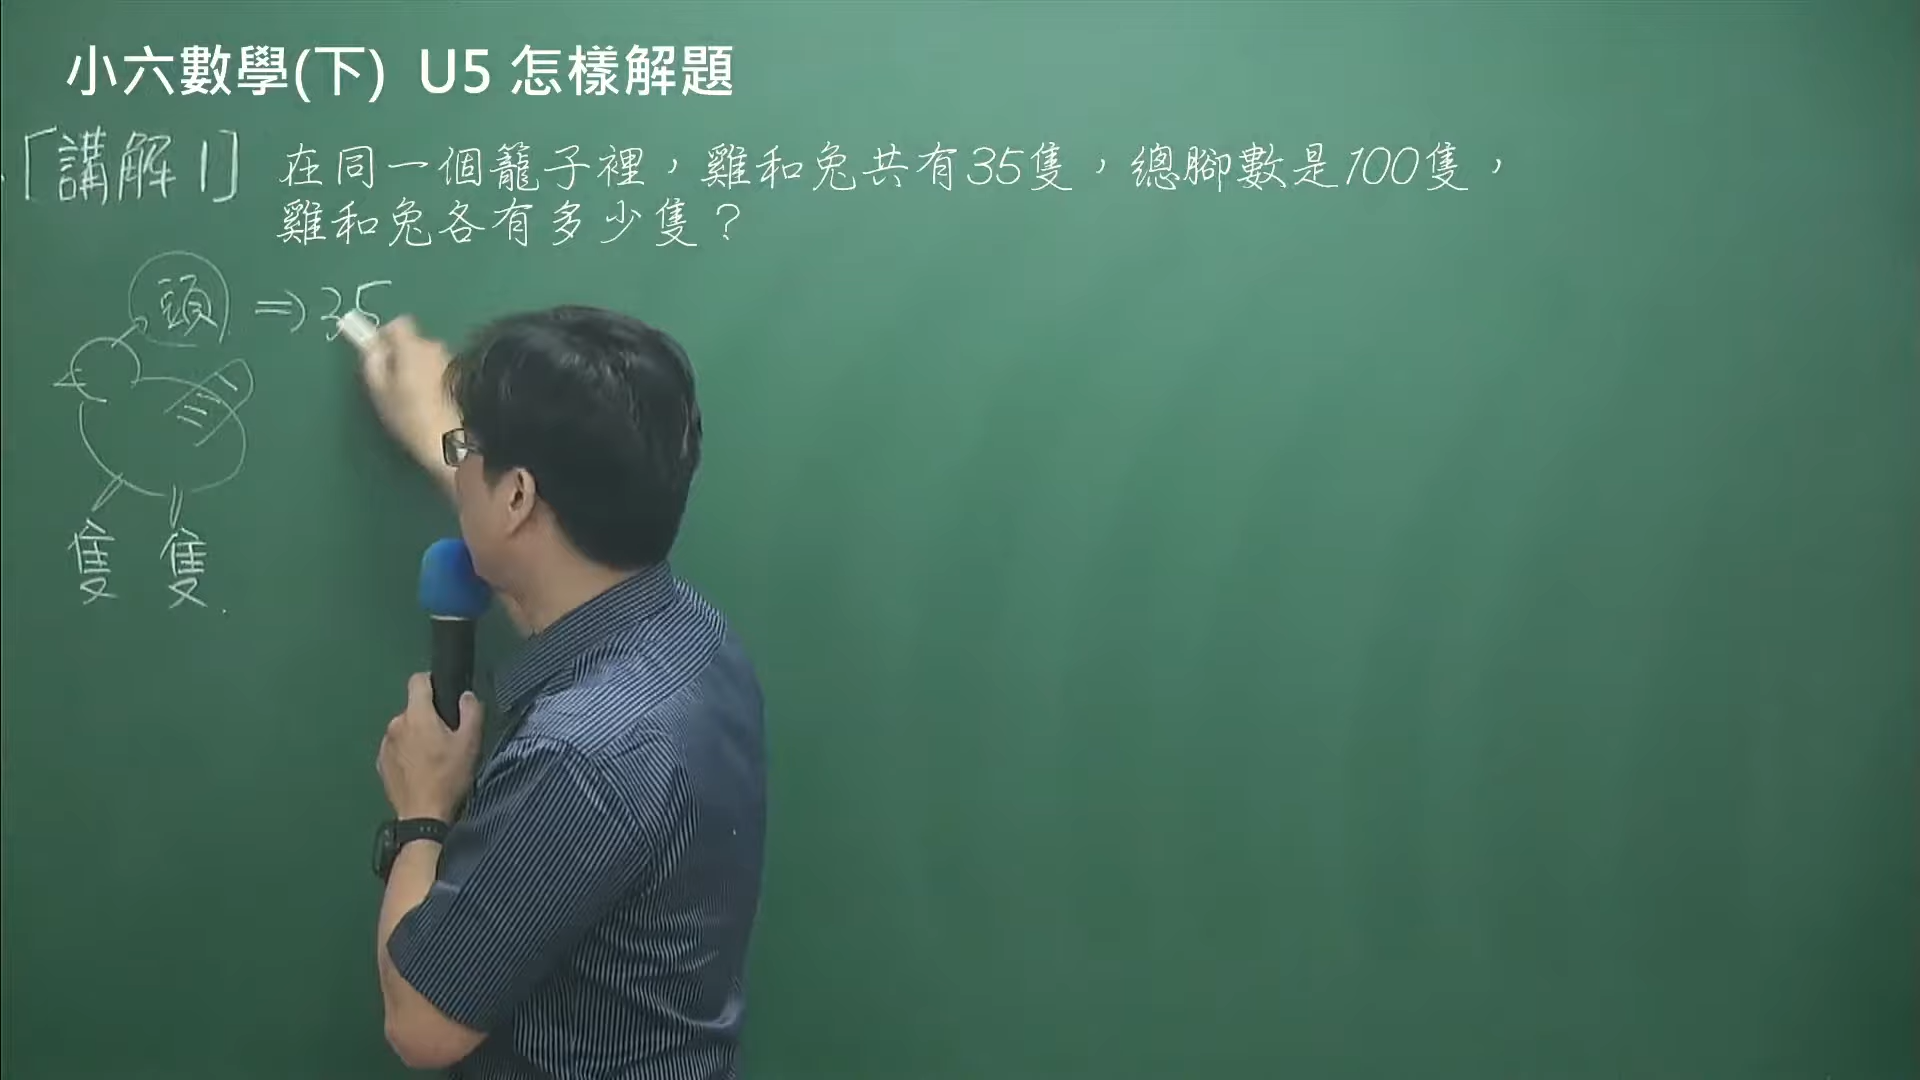 小六數學(下) U5 怎樣解題
「講解1」 在同一個籠子裡，雞和兔共有35隻，總腳數是100隻，
雞和兔各有多少隻？
頭 ⇒ 35
隻 隻